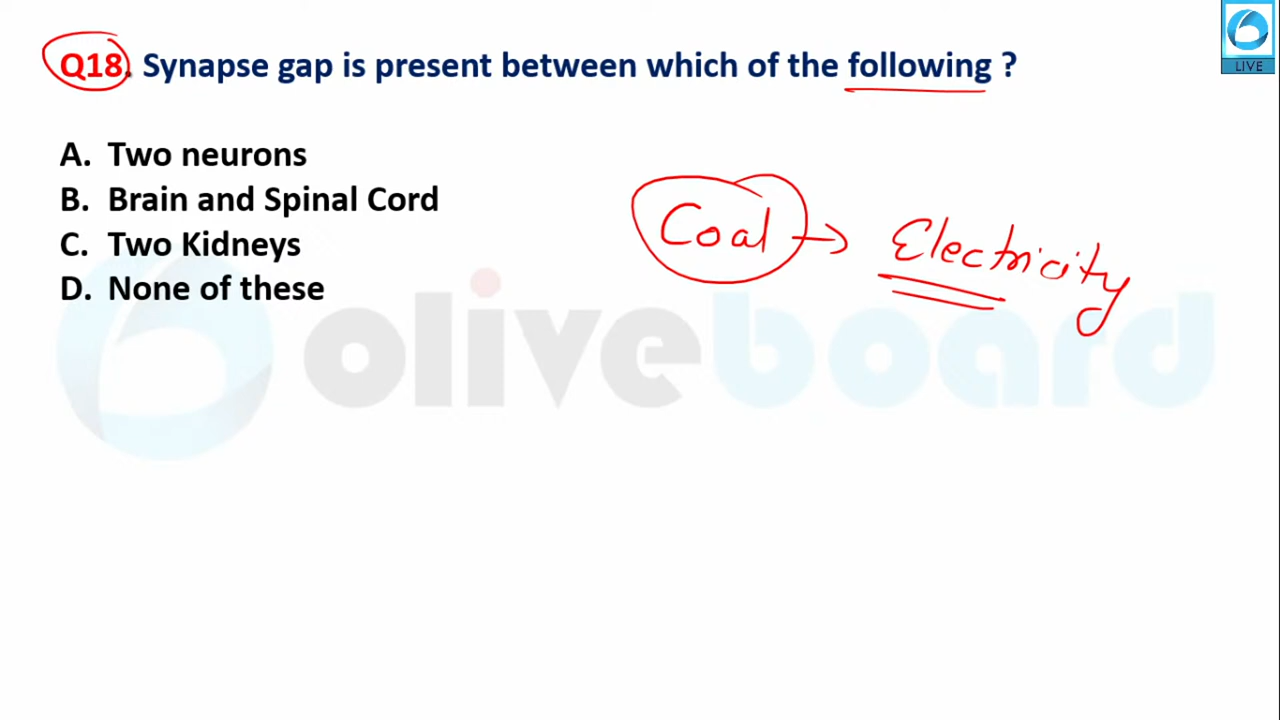 LIVE
Q18. Synapse gap is present between which of the following ?
A. Two neurons
B. Brain and Spinal Cord
C. Two Kidneys
D. None of these
Coal → Electricity
oliveboard